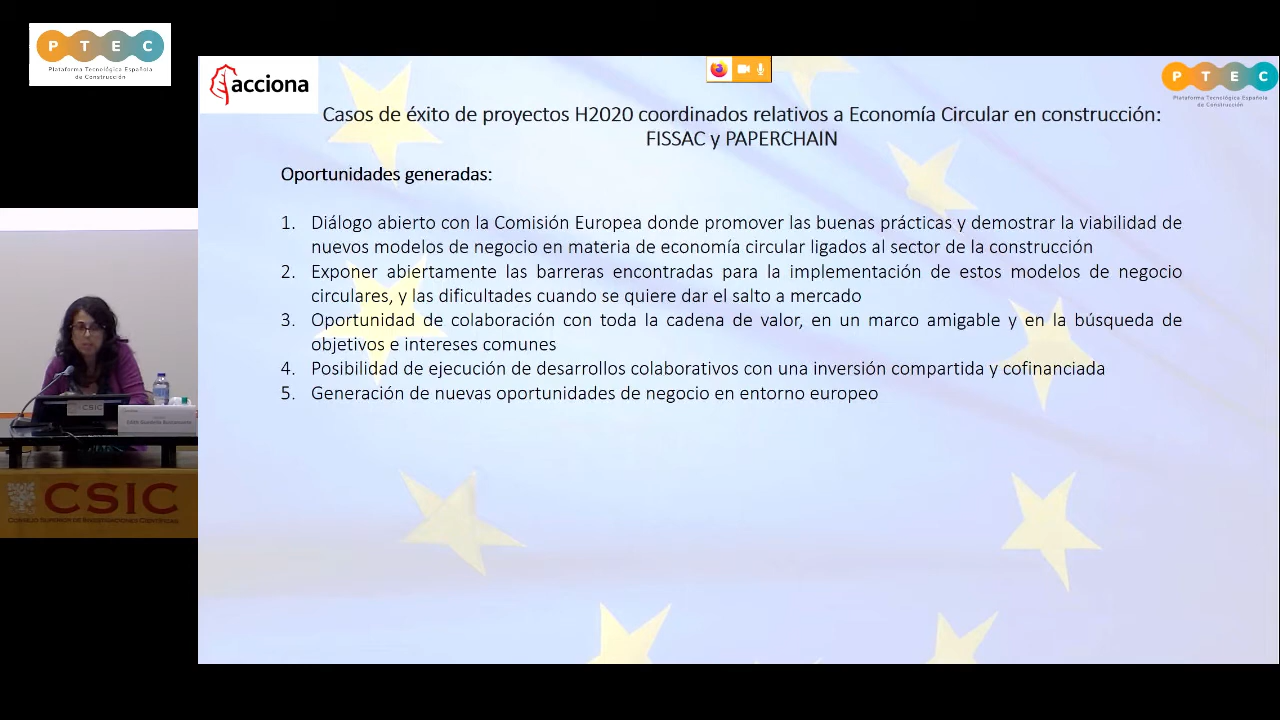 P T E C
Plataforma Tecnológica Española
de Construcción
acciona
P T E C
Plataforma Tecnológica Española
de Construcción
Casos de éxito de proyectos H2020 coordinados relativos a Economía Circular en construcción:
FISSAC y PAPERCHAIN
Oportunidades generadas:
1. Diálogo abierto con la Comisión Europea donde promover las buenas prácticas y demostrar la viabilidad de
nuevos modelos de negocio en materia de economía circular ligados al sector de la construcción
2. Exponer abiertamente las barreras encontradas para la implementación de estos modelos de negocio
circulares, y las dificultades cuando se quiere dar el salto a mercado
3. Oportunidad de colaboración con toda la cadena de valor, en un marco amigable y en la búsqueda de
objetivos e intereses comunes
4. Posibilidad de ejecución de desarrollos colaborativos con una inversión compartida y cofinanciada
5. Generación de nuevas oportunidades de negocio en entorno europeo
CSIC
CSIC
Consejo Superior de Investigaciones Científicas